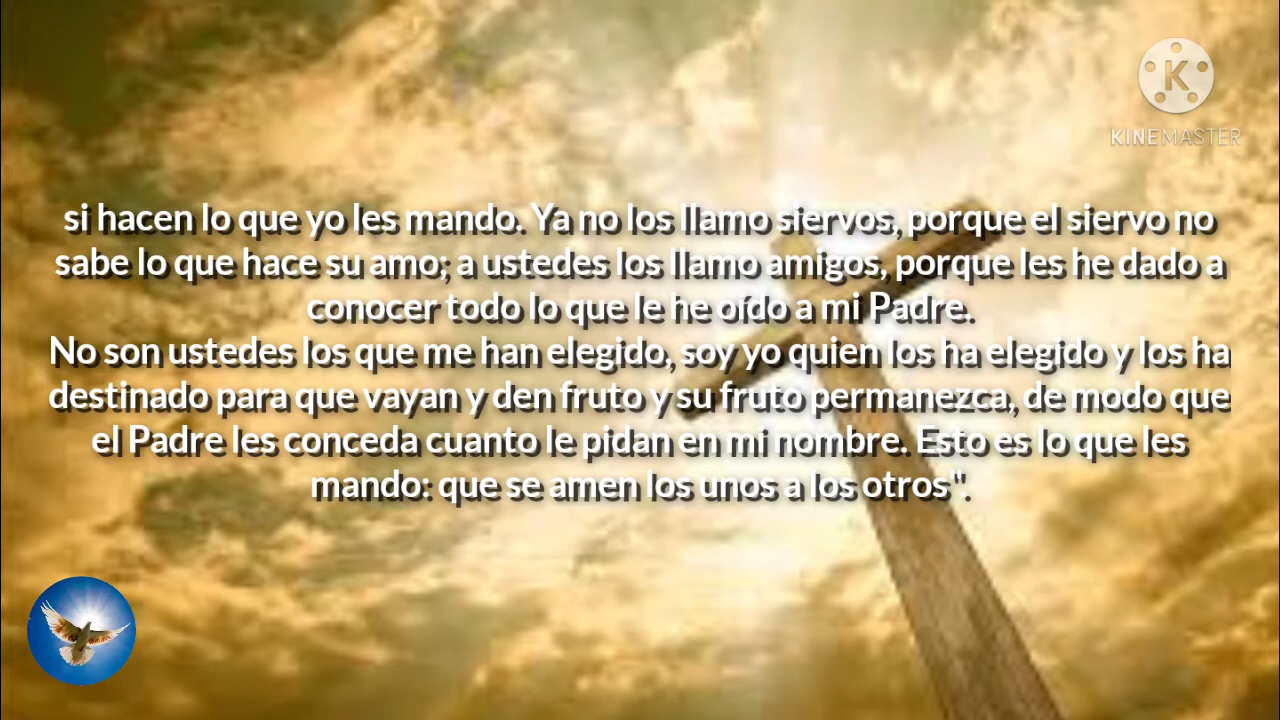 KINEMASTER
si hacen lo que yo les mando. Ya no los llamo siervos, porque el siervo no
sabe lo que hace su amo; a ustedes los llamo amigos, porque les he dado a
conocer todo lo que le he oído a mi Padre.
No son ustedes los que me han elegido, soy yo quien los ha elegido y los ha
destinado para que vayan y den fruto y su fruto permanezca, de modo que
el Padre les conceda cuanto le pidan en mi nombre. Esto es lo que les
mando: que se amen los unos a los otros".